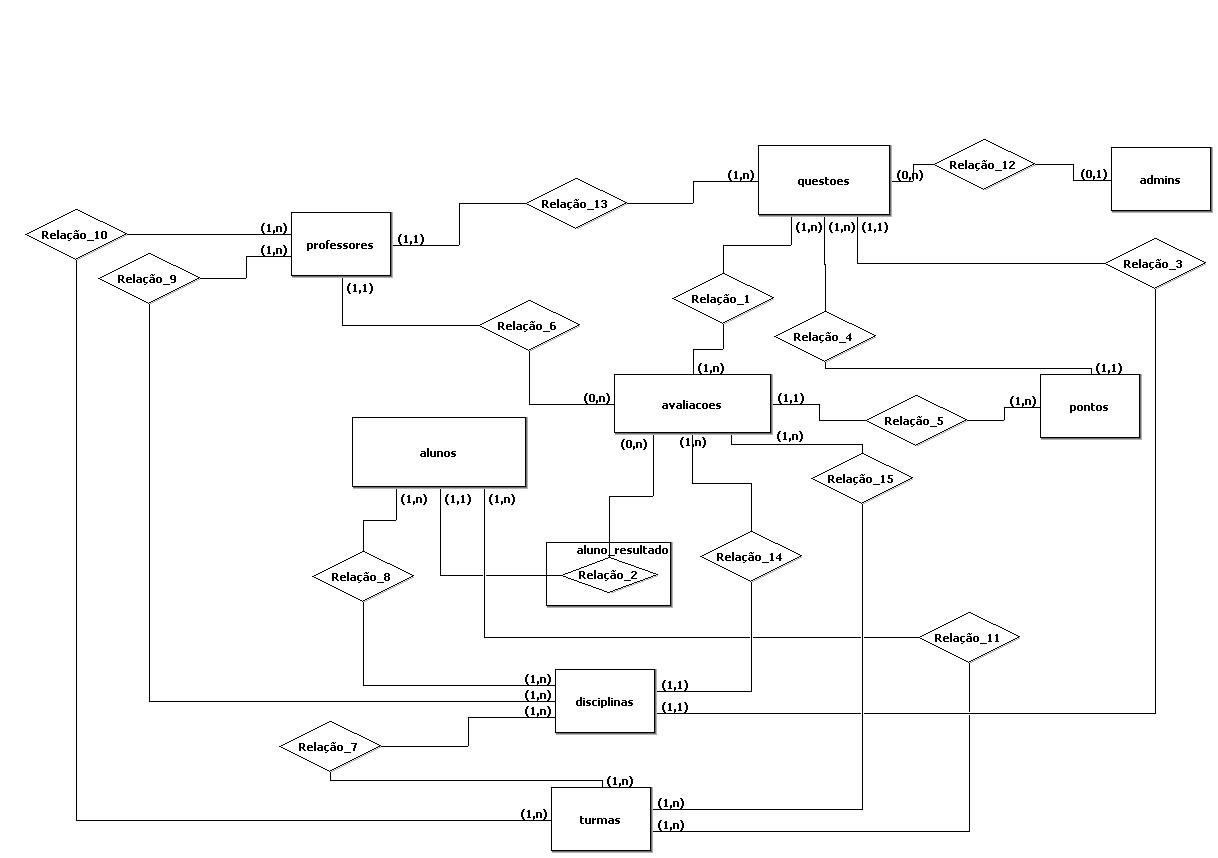 Relação_12
(1,n)
(0,n)
(0,1)
questoes
admins
Relação_13
Relação_10
(1,n)
(1,n)
(1,1)
(1,1)
(1,n)
professores
(1,1)
(1,n)
Relação_9
Relação_3
(1,1)
Relação_1
Relação_6
Relação_4
(1,n)
(1,1)
(0,n)
avaliacoes
(1,1)
(1,n)
pontos
Relação_5
(0,n)
(1,n)
(1,n)
alunos
Relação_15
(1,n)
(1,1)
(1,n)
aluno_resultado
Relação_14
Relação_8
Relação_2
Relação_11
(1,n)
(1,1)
(1,n)
disciplinas
(1,n)
(1,1)
Relação_7
(1,n)
(1,n)
(1,n)
turmas
(1,n)